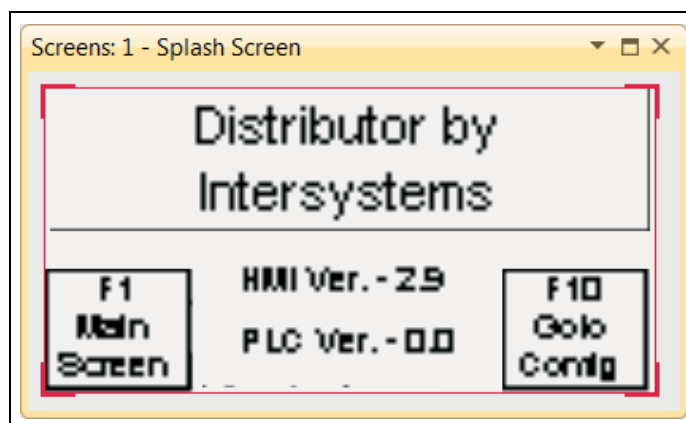 Screens: 1 - Splash Screen
Distributor by
Intersystems
HMI Ver. - 2.9
PLC Ver. - 0.0
F1
Main
Screen
F10
Goto
Config